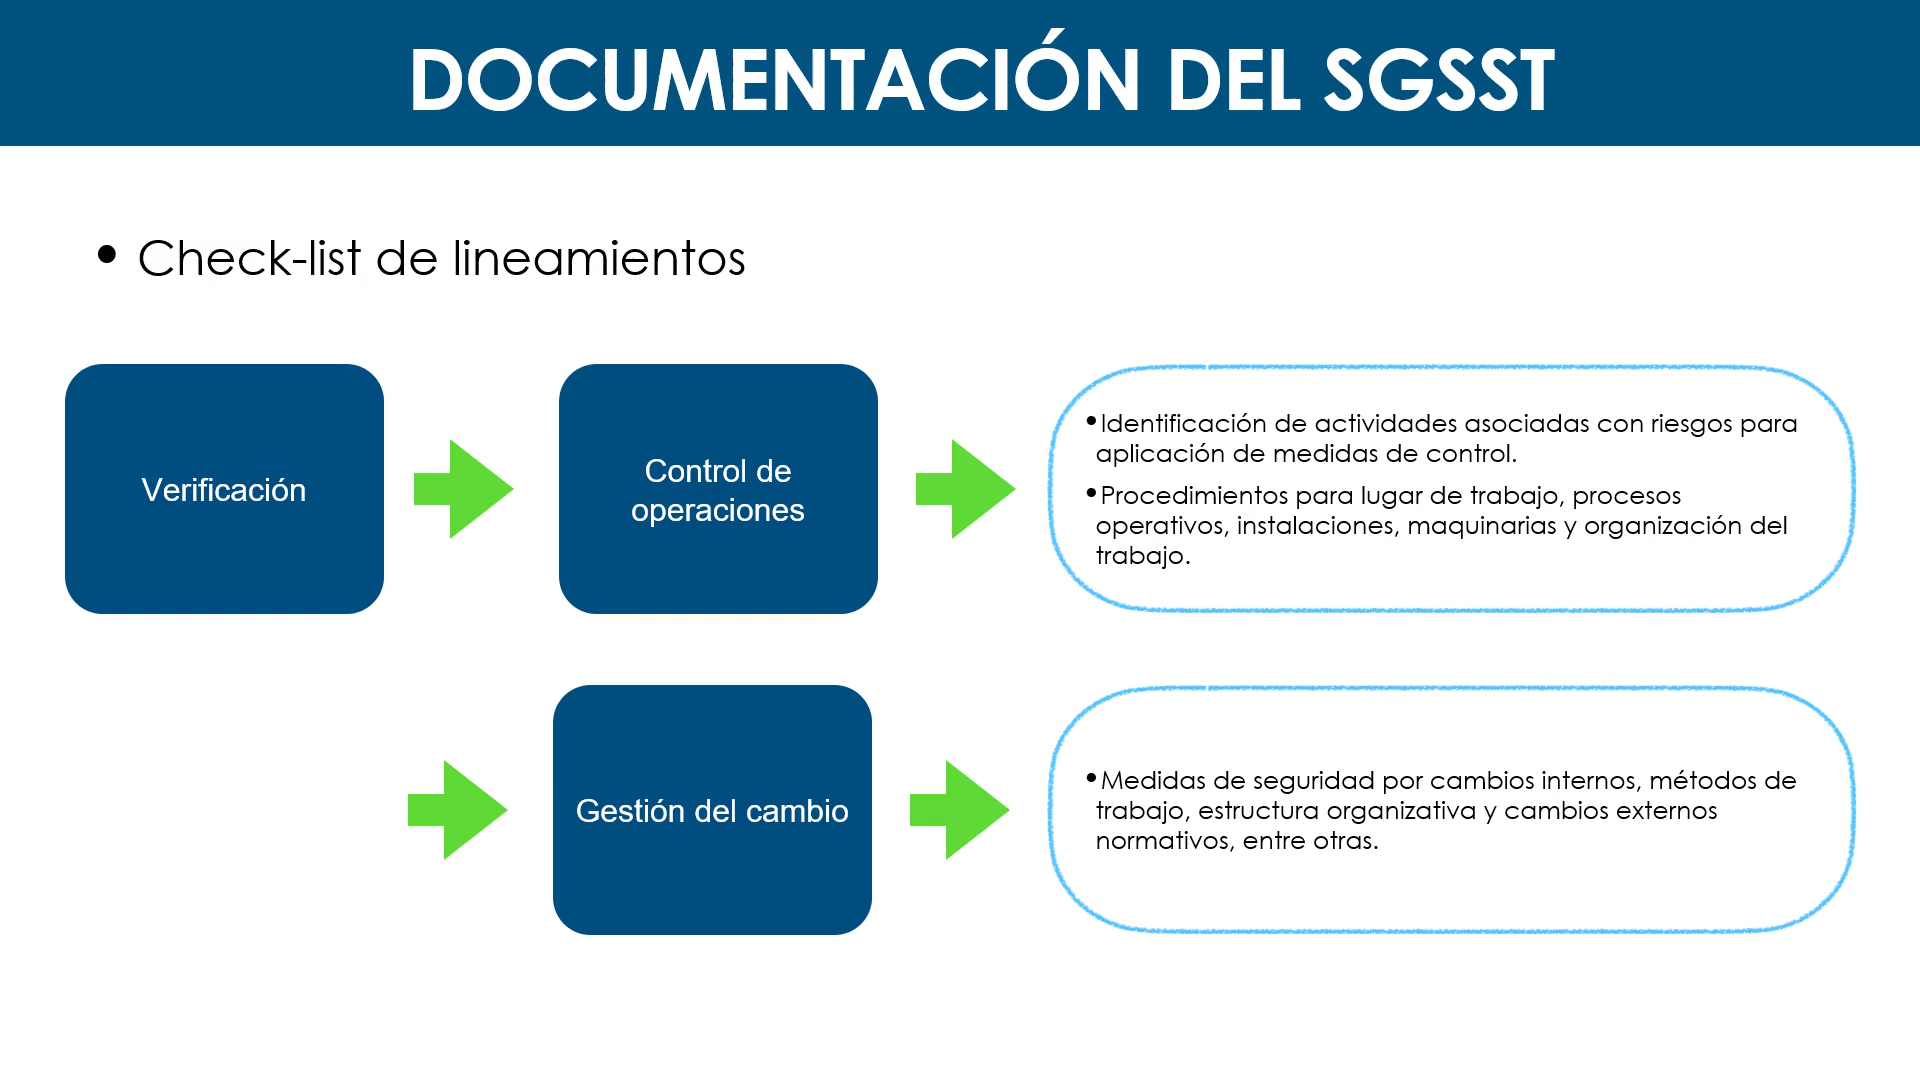 DOCUMENTACIÓN DEL SGSST
• Check-list de lineamientos
Verificación
Control de
operaciones
•Identificación de actividades asociadas con riesgos para
aplicación de medidas de control.
•Procedimientos para lugar de trabajo, procesos
operativos, instalaciones, maquinarias y organización del
trabajo.
Gestión del cambio
•Medidas de seguridad por cambios internos, métodos de
trabajo, estructura organizativa y cambios externos
normativos, entre otras.